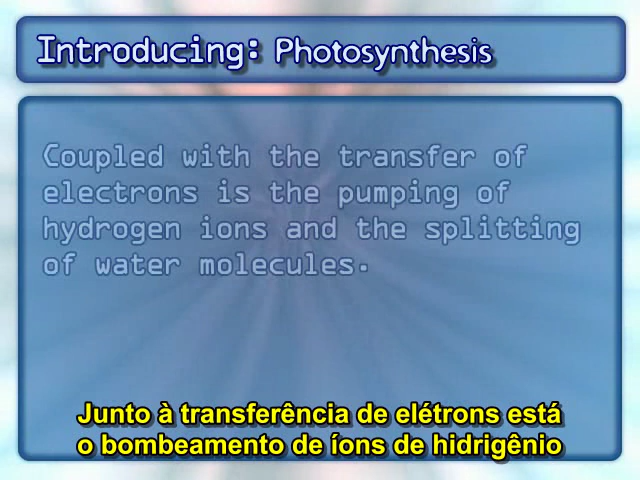 Introducing: Photosynthesis
Coupled with the transfer of
electrons is the pumping of
hydrogen ions and the splitting
of water molecules.
Junto à transferência de elétrons está
o bombeamento de íons de hidrigênio